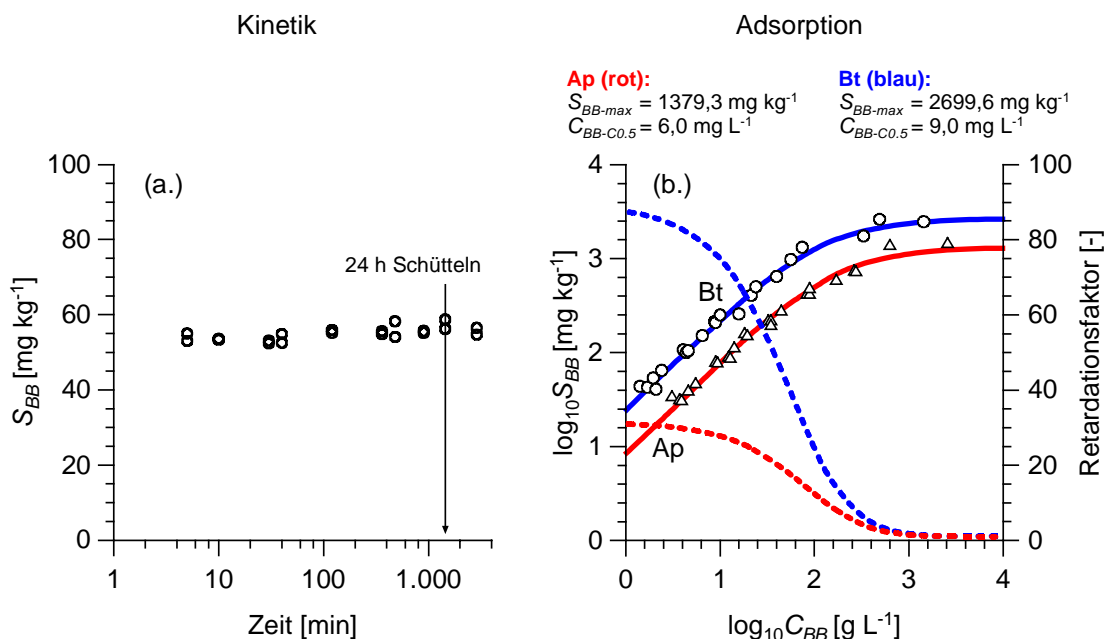 Kinetik
Adsorption
Ap (rot):
S_BB-max = 1379,3 mg kg⁻¹
C_BB-C0.5 = 6,0 mg L⁻¹
Bt (blau):
S_BB-max = 2699,6 mg kg⁻¹
C_BB-C0.5 = 9,0 mg L⁻¹
(a.)
24 h Schütteln
S_BB [mg kg⁻¹]
100
80
60
40
20
0
1
10
100
1.000
Zeit [min]
(b.)
Bt
Ap
log₁₀S_BB [mg kg⁻¹]
4
3
2
1
0
0
1
2
3
4
log₁₀C_BB [g L⁻¹]
100
80
60
40
20
0
Retardationsfaktor [-]